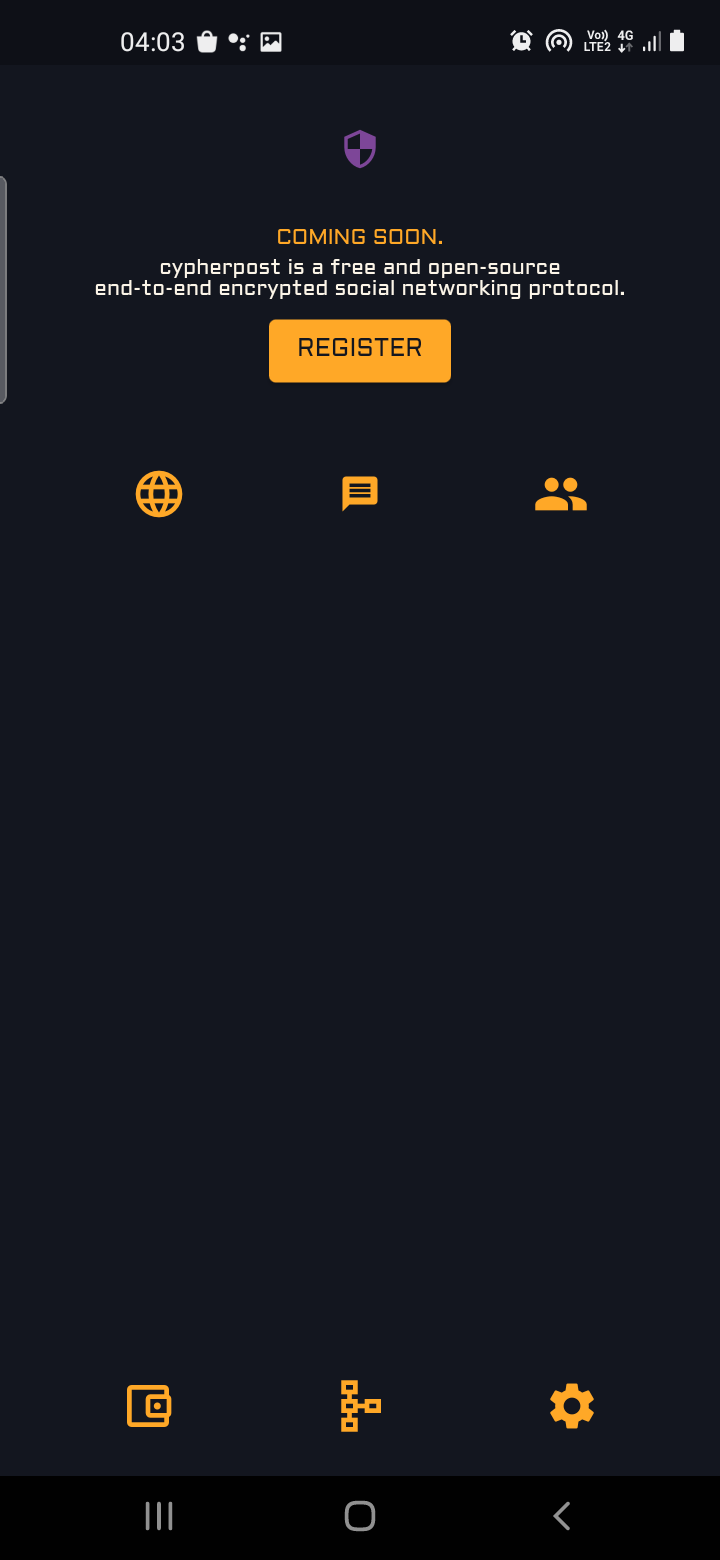 04:03
Vo)) 4G
LTE2
COMING SOON.
cypherpost is a free and open-source
end-to-end encrypted social networking protocol.
REGISTER